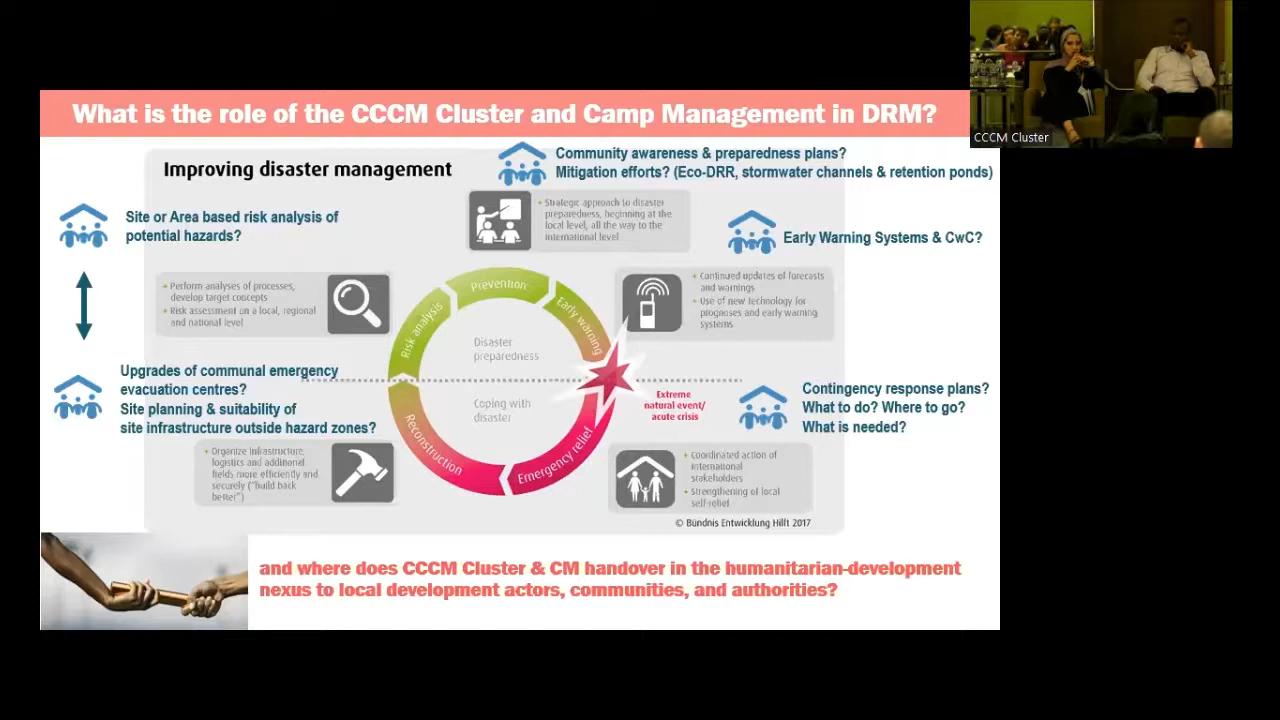 What is the role of the CCCM Cluster and Camp Management in DRM?
CCCM Cluster
Improving disaster management
Community awareness & preparedness plans?
Mitigation efforts? (Eco-DRR, stormwater channels & retention ponds)
Site or Area based risk analysis of
potential hazards?
Strategic approach to disaster
preparedness, beginning at the
local level, all the way to the
international level
Early Warning Systems & CwC?
Perform analyses of processes,
develop target concepts
Risk assessment on a local, regional
and national level
Continued updates of forecasts
and warnings
Use of new technology for
prognoses and early warning
systems
Risk analysis
Prevention
Early warning
Disaster
preparedness
Coping with
disaster
Reconstruction
Emergency relief
Extreme
natural event/
acute crisis
Upgrades of communal emergency
evacuation centres?
Site planning & suitability of
site infrastructure outside hazard zones?
Contingency response plans?
What to do? Where to go?
What is needed?
Organize infrastructure,
logistics and additional
fields more efficiently and
securely ("build back
better")
Coordinated action of
international
stakeholders
Strengthening of local
self-relief
© Bündnis Entwicklung Hilft 2017
and where does CCCM Cluster & CM handover in the humanitarian-development
nexus to local development actors, communities, and authorities?